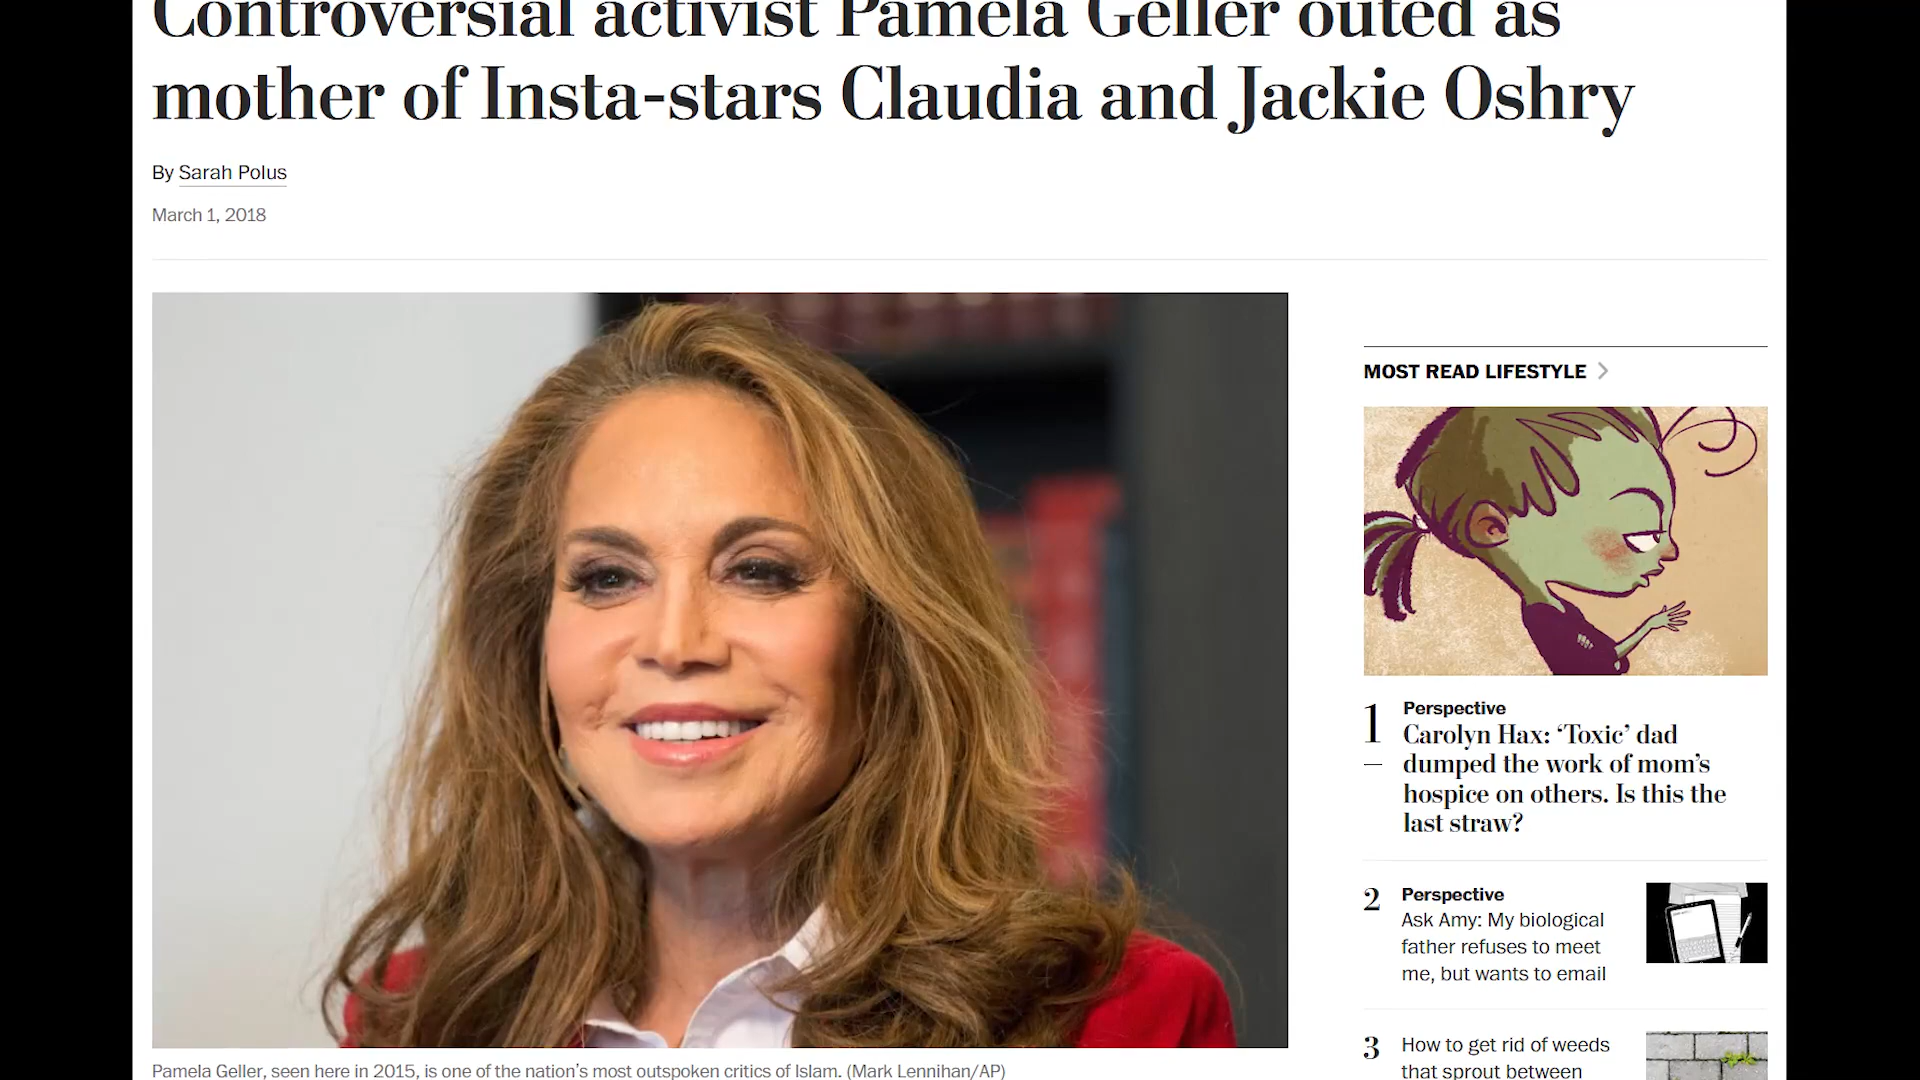 Controversial activist Pamela Geller outed as
mother of Insta-stars Claudia and Jackie Oshry
By Sarah Polus
March 1, 2018
Pamela Geller, seen here in 2015, is one of the nation’s most outspoken critics of Islam. (Mark Lennihan/AP)
MOST READ LIFESTYLE
1
Perspective
Carolyn Hax: ‘Toxic’ dad
dumped the work of mom’s
hospice on others. Is this the
last straw?
2
Perspective
Ask Amy: My biological
father refuses to meet
me, but wants to email
3
How to get rid of weeds
that sprout between